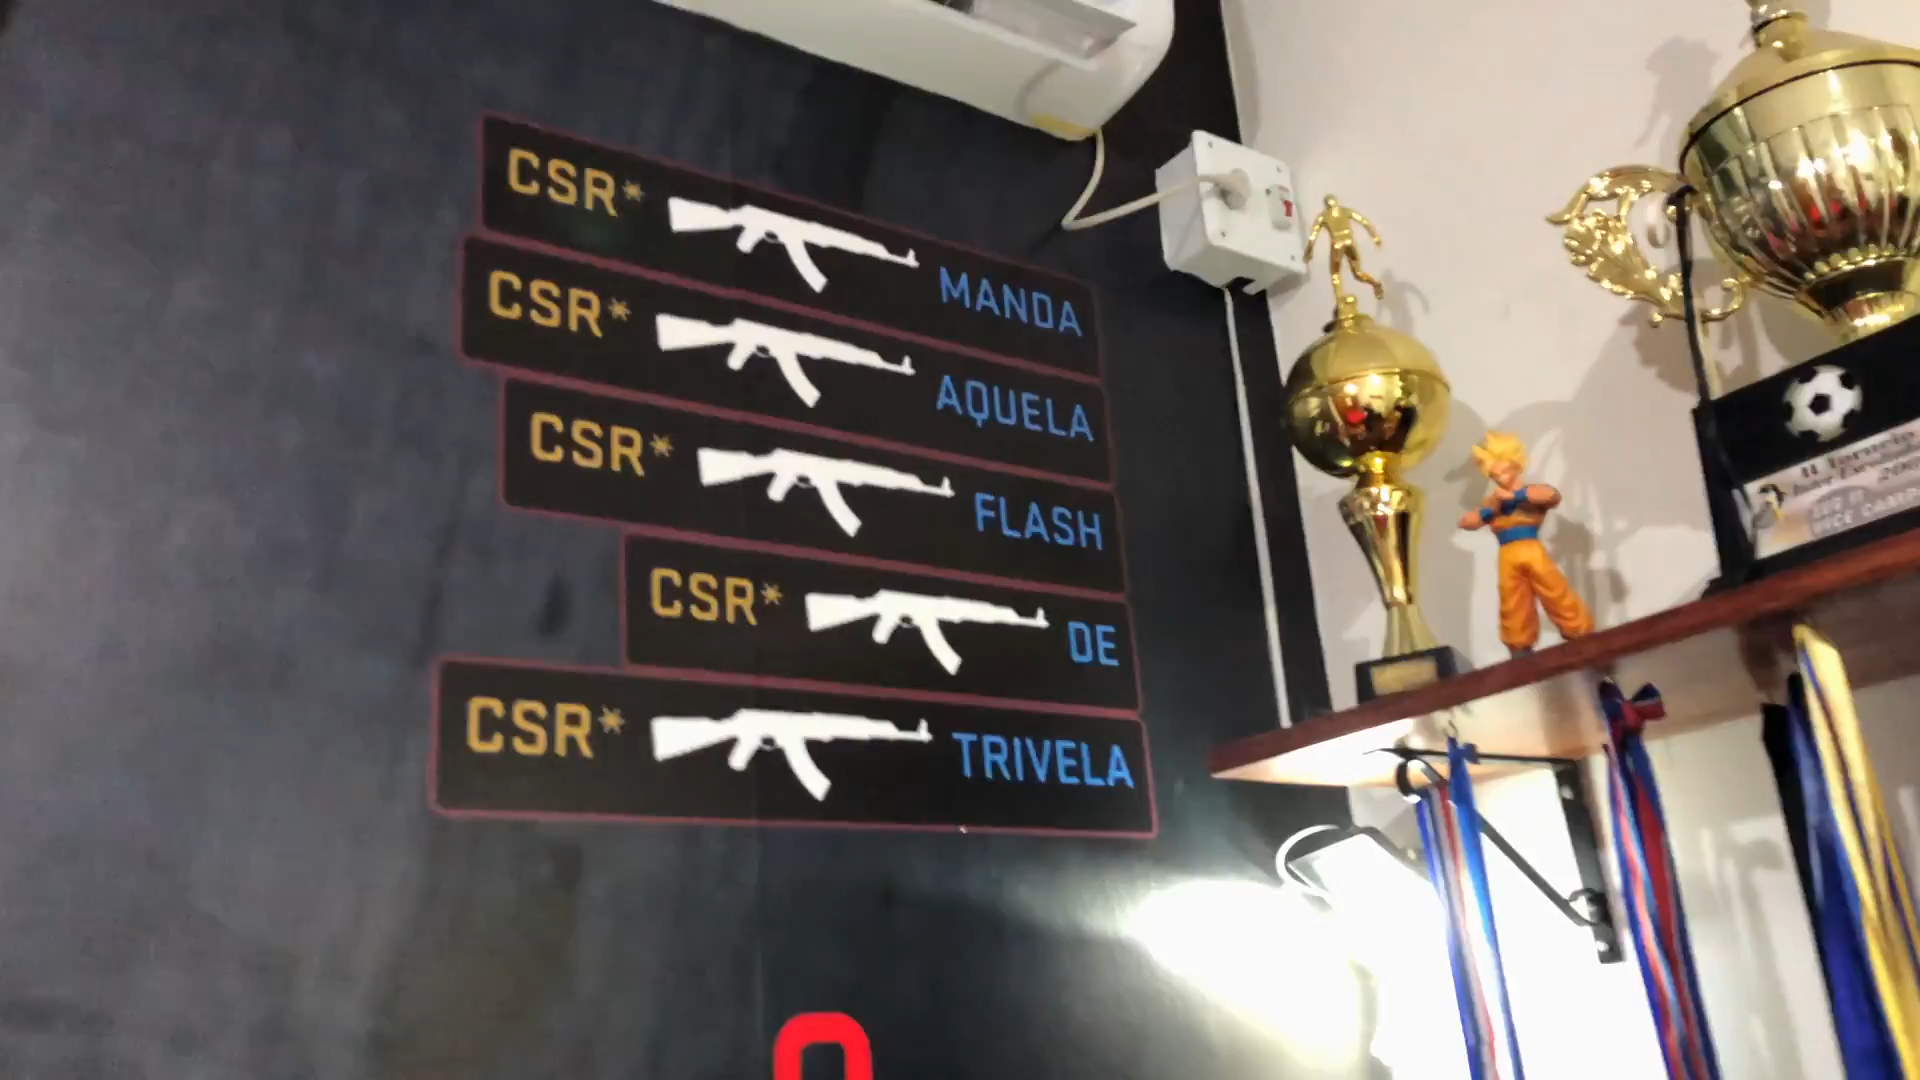 CSR* MANDA
CSR* AQUELA
CSR* FLASH
CSR* DE
CSR* TRIVELA